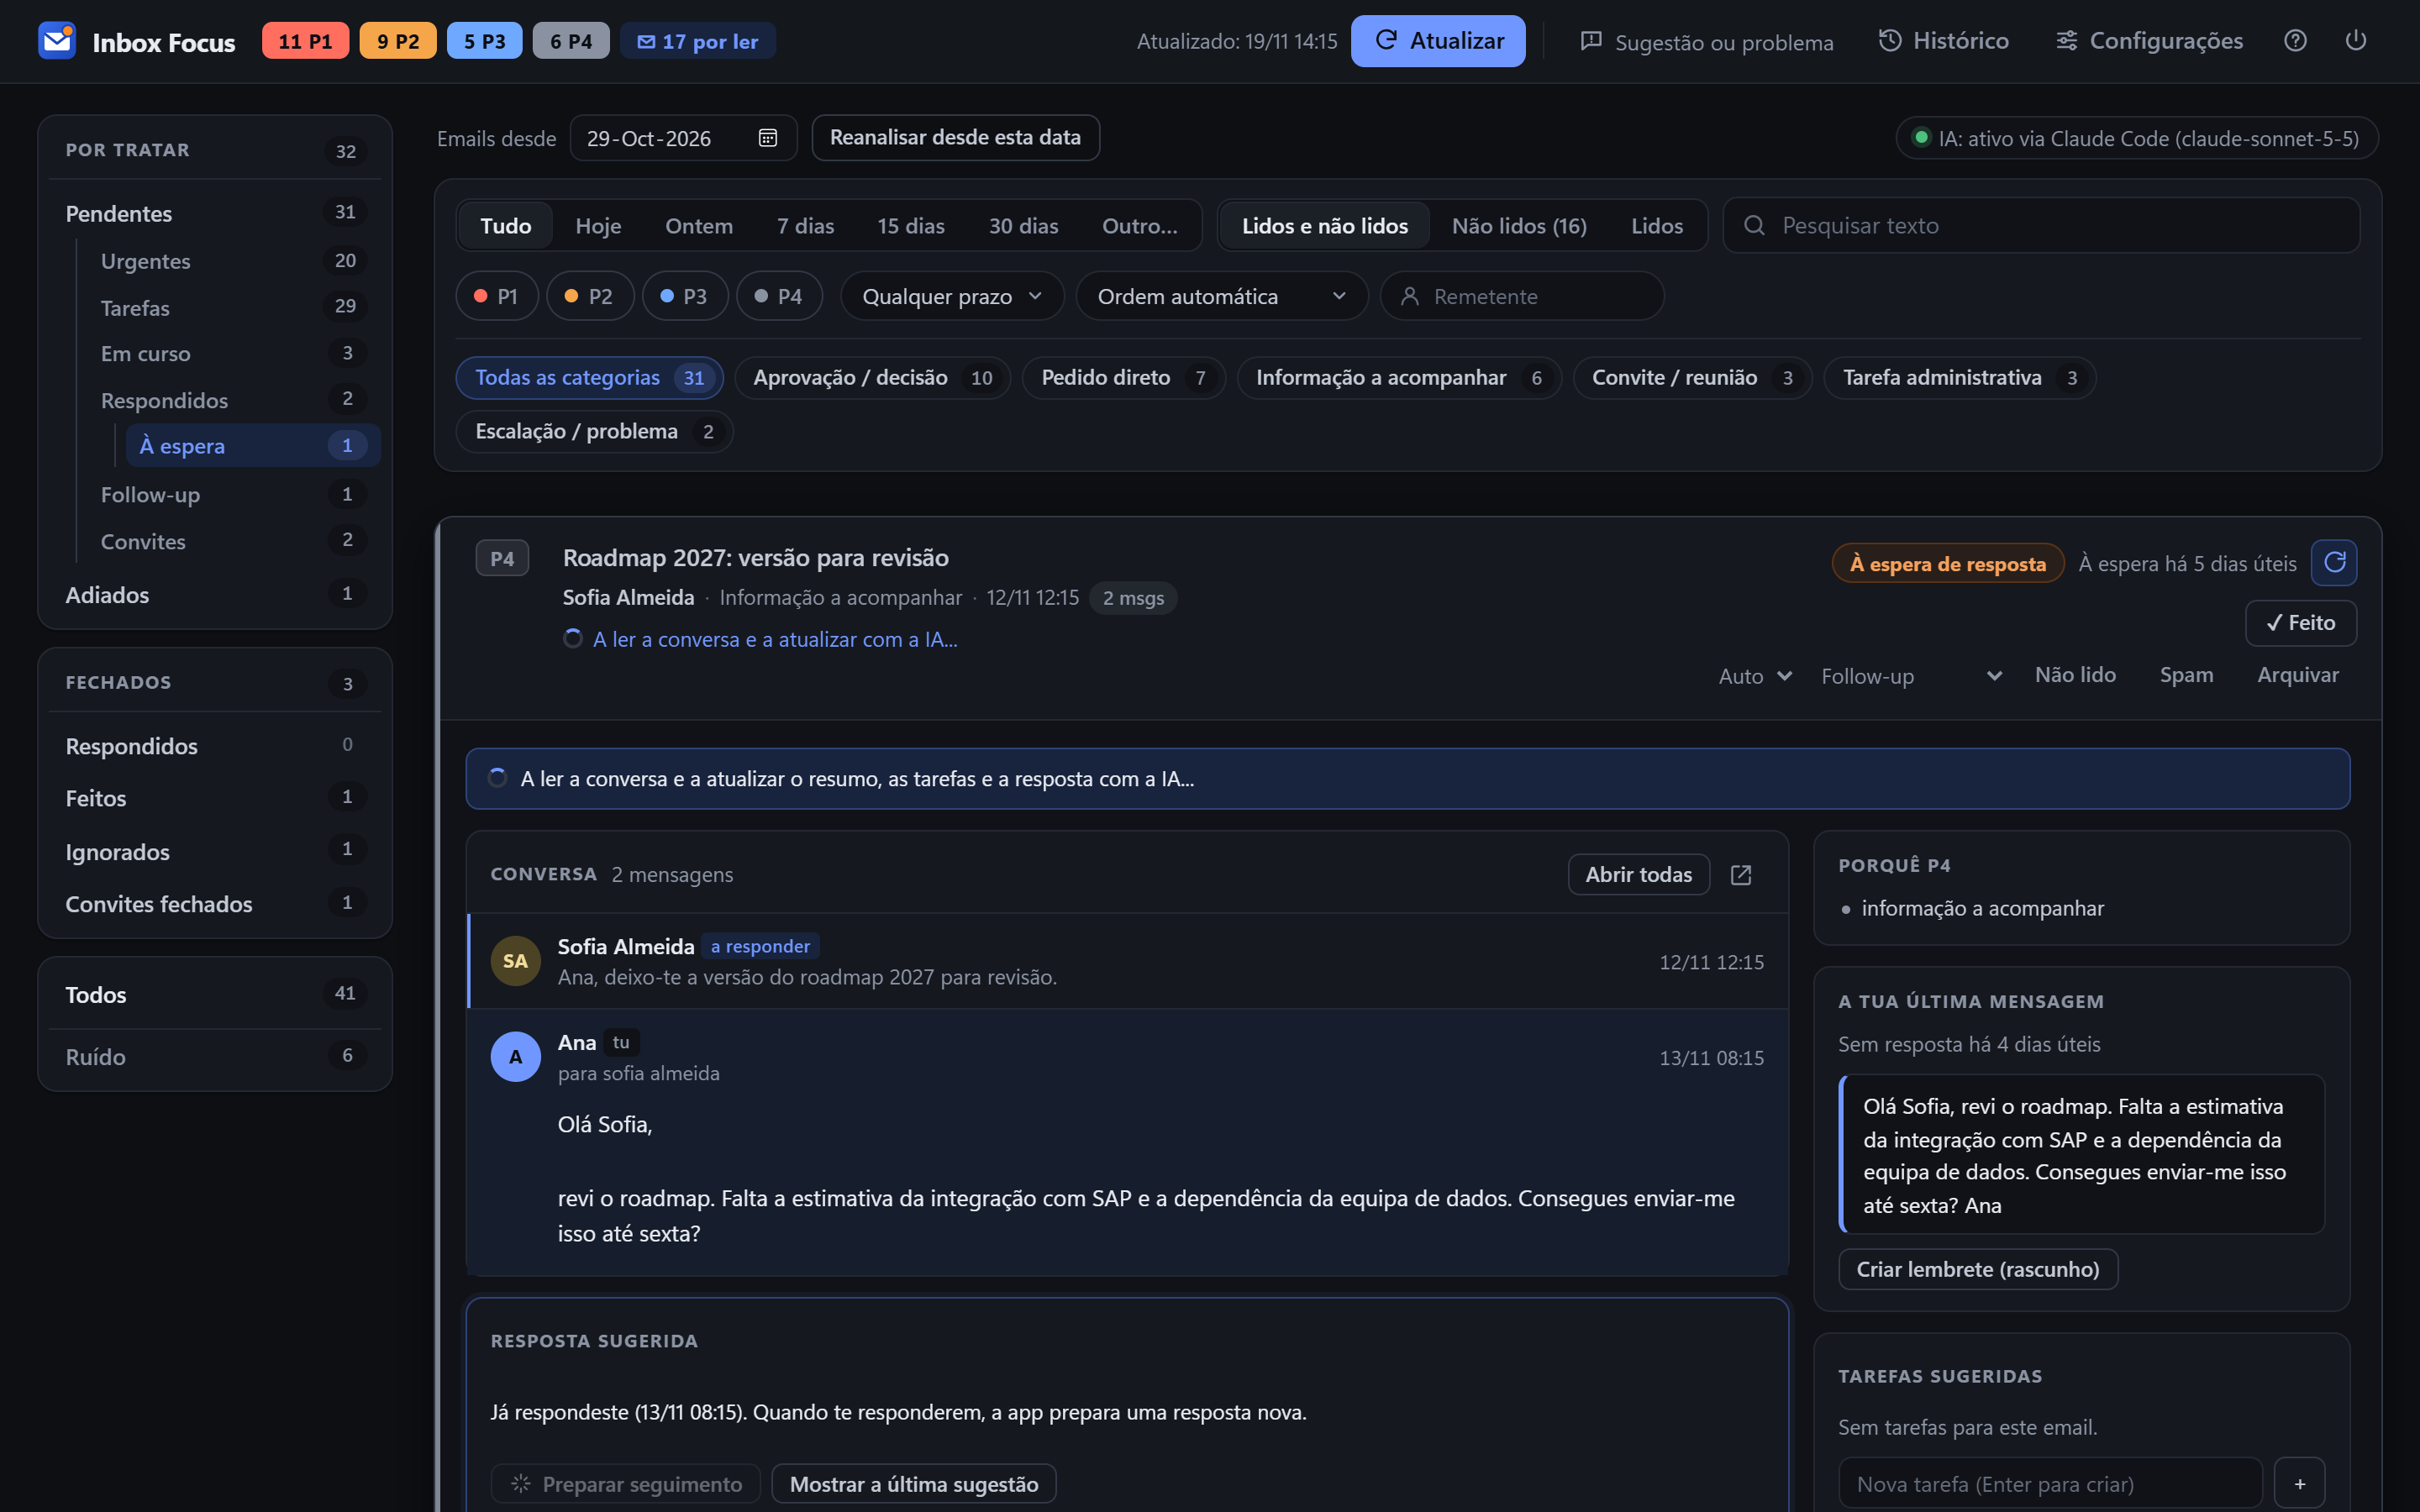 Inbox Focus
11 P1
9 P2
5 P3
6 P4
17 por ler
Atualizado: 19/11 14:15
Atualizar
Sugestão ou problema
Histórico
Configurações
POR TRATAR 32
Pendentes 31
Urgentes 20
Tarefas 29
Em curso 3
Respondidos 2
À espera 1
Follow-up 1
Convites 2
Adiados 1
FECHADOS 3
Respondidos 0
Feitos 1
Ignorados 1
Convites fechados 1
Todos 41
Ruído 6
Emails desde
29-Oct-2026
Reanalisar desde esta data
IA: ativo via Claude Code (claude-sonnet-5-5)
Tudo
Hoje
Ontem
7 dias
15 dias
30 dias
Outro...
Lidos e não lidos
Não lidos (16)
Lidos
Pesquisar texto
P1
P2
P3
P4
Qualquer prazo
Ordem automática
Remetente
Todas as categorias 31
Aprovação / decisão 10
Pedido direto 7
Informação a acompanhar 6
Convite / reunião 3
Tarefa administrativa 3
Escalação / problema 2
P4
Roadmap 2027: versão para revisão
Sofia Almeida · Informação a acompanhar · 12/11 12:15 2 msgs
A ler a conversa e a atualizar com a IA...
À espera de resposta
À espera há 5 dias úteis
✓ Feito
Auto
Follow-up
Não lido
Spam
Arquivar
A ler a conversa e a atualizar o resumo, as tarefas e a resposta com a IA...
CONVERSA 2 mensagens
Abrir todas
SA
Sofia Almeida a responder
12/11 12:15
Ana, deixo-te a versão do roadmap 2027 para revisão.
A
Ana tu
13/11 08:15
para sofia almeida
Olá Sofia,
revi o roadmap. Falta a estimativa da integração com SAP e a dependência da equipa de dados. Consegues enviar-me
isso até sexta?
RESPOSTA SUGERIDA
Já respondeste (13/11 08:15). Quando te responderem, a app prepara uma resposta nova.
Preparar seguimento
Mostrar a última sugestão
PORQUÊ P4
informação a acompanhar
A TUA ÚLTIMA MENSAGEM
Sem resposta há 4 dias úteis
Olá Sofia, revi o roadmap. Falta a estimativa
da integração com SAP e a dependência da
equipa de dados. Consegues enviar-me isso
até sexta? Ana
Criar lembrete (rascunho)
TAREFAS SUGERIDAS
Sem tarefas para este email.
Nova tarefa (Enter para criar)
+